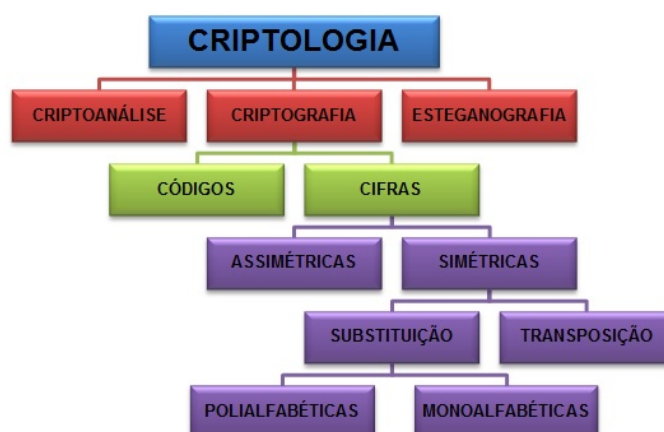 CRIPTOLOGIA
CRIPTOANÁLISE
CRIPTOGRAFIA
ESTEGANOGRAFIA
CÓDIGOS
CIFRAS
ASSIMÉTRICAS
SIMÉTRICAS
SUBSTITUIÇÃO
TRANSPOSIÇÃO
POLIALFABÉTICAS
MONOALFABÉTICAS